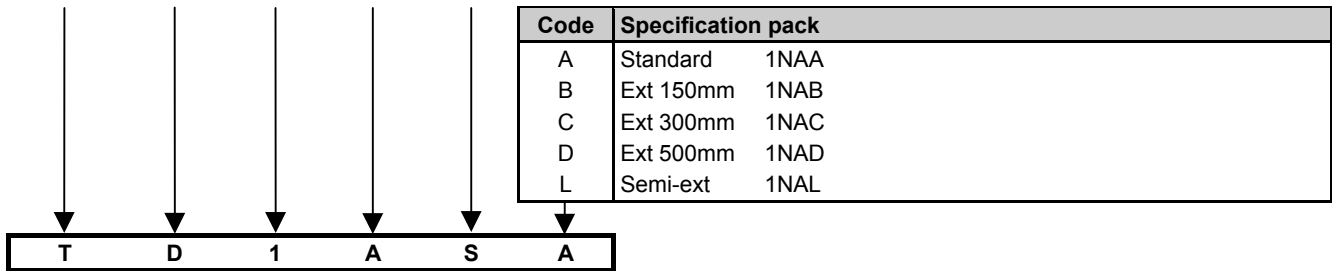 Code Specification pack
A Standard 1NAA
B Ext 150mm 1NAB
C Ext 300mm 1NAC
D Ext 500mm 1NAD
L Semi-ext 1NAL
T D 1 A S A